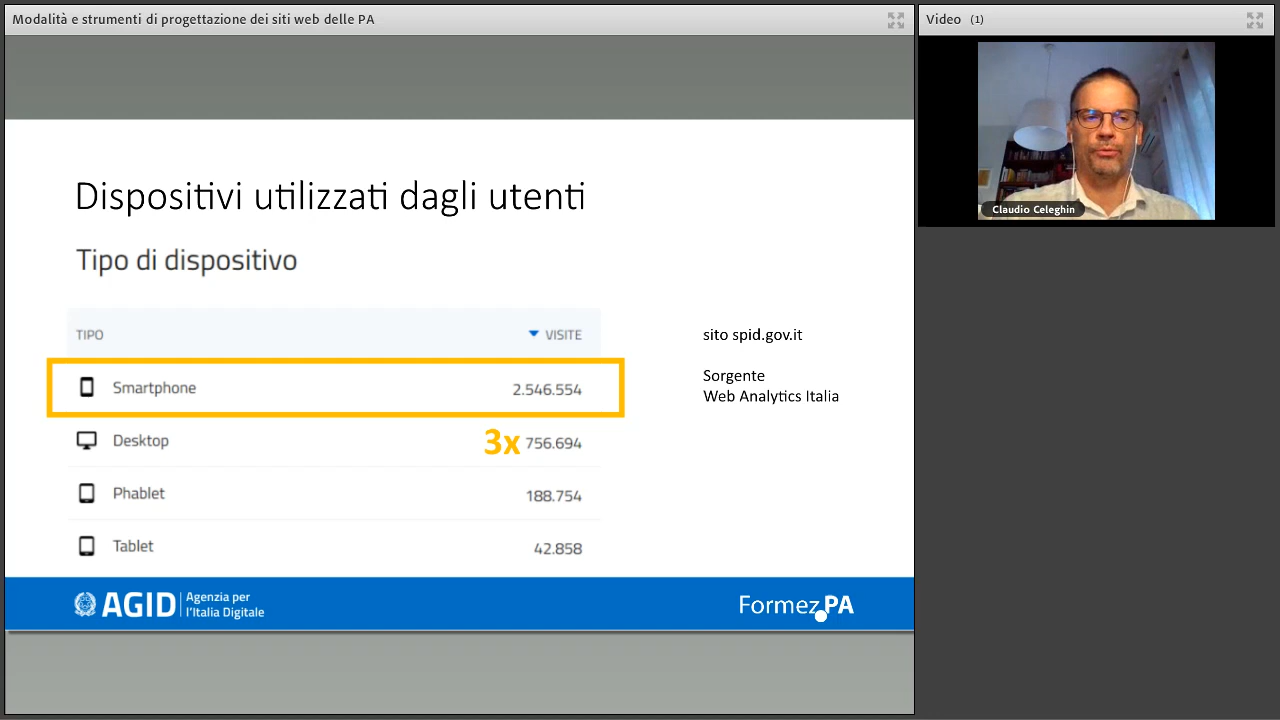 Modalità e strumenti di progettazione dei siti web delle PA
Video (1)
Claudio Celeghin
Dispositivi utilizzati dagli utenti
Tipo di dispositivo
TIPO VISITE
Smartphone 2.546.554
Desktop 3x 756.694
Phablet 188.754
Tablet 42.858
sito spid.gov.it
Sorgente
Web Analytics Italia
AGID Agenzia per
l'Italia Digitale
Formez PA